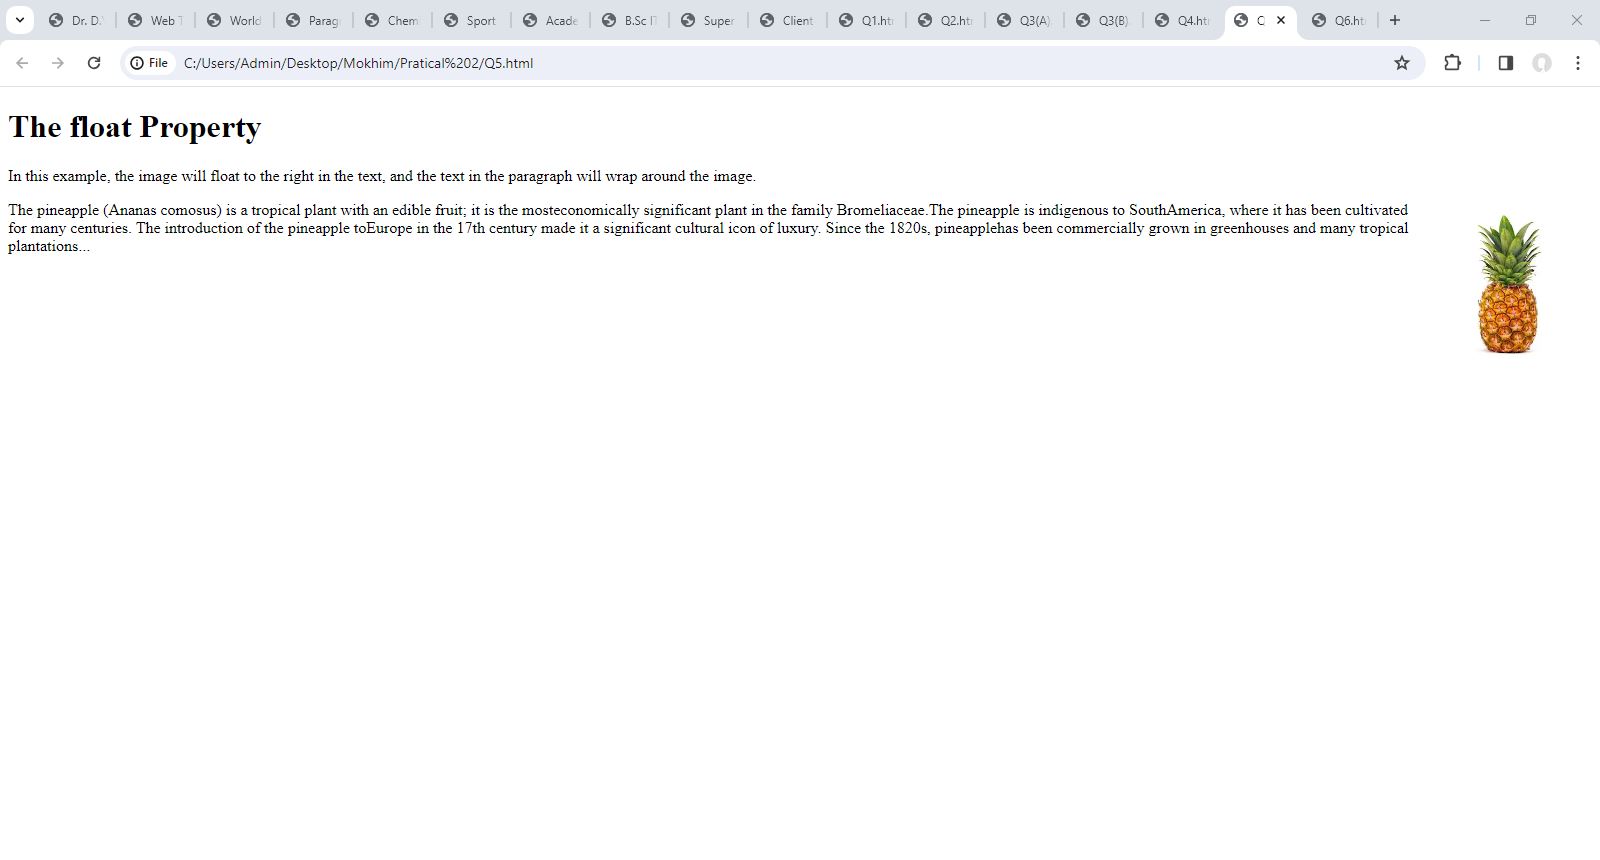 Dr. D.Y
Web T
World
Paragr
Chem
Sport
Acade
B.Sc IT
Super
Client
Q1.htm
Q2.htm
Q3(A).
Q3(B).
Q4.htm
Q
Q6.htm
File C:/Users/Admin/Desktop/Mokhim/Pratical%202/Q5.html
The float Property
In this example, the image will float to the right in the text, and the text in the paragraph will wrap around the image.
The pineapple (Ananas comosus) is a tropical plant with an edible fruit; it is the mosteconomically significant plant in the family Bromeliaceae.The pineapple is indigenous to SouthAmerica, where it has been cultivated
for many centuries. The introduction of the pineapple toEurope in the 17th century made it a significant cultural icon of luxury. Since the 1820s, pineapplehas been commercially grown in greenhouses and many tropical
plantations...